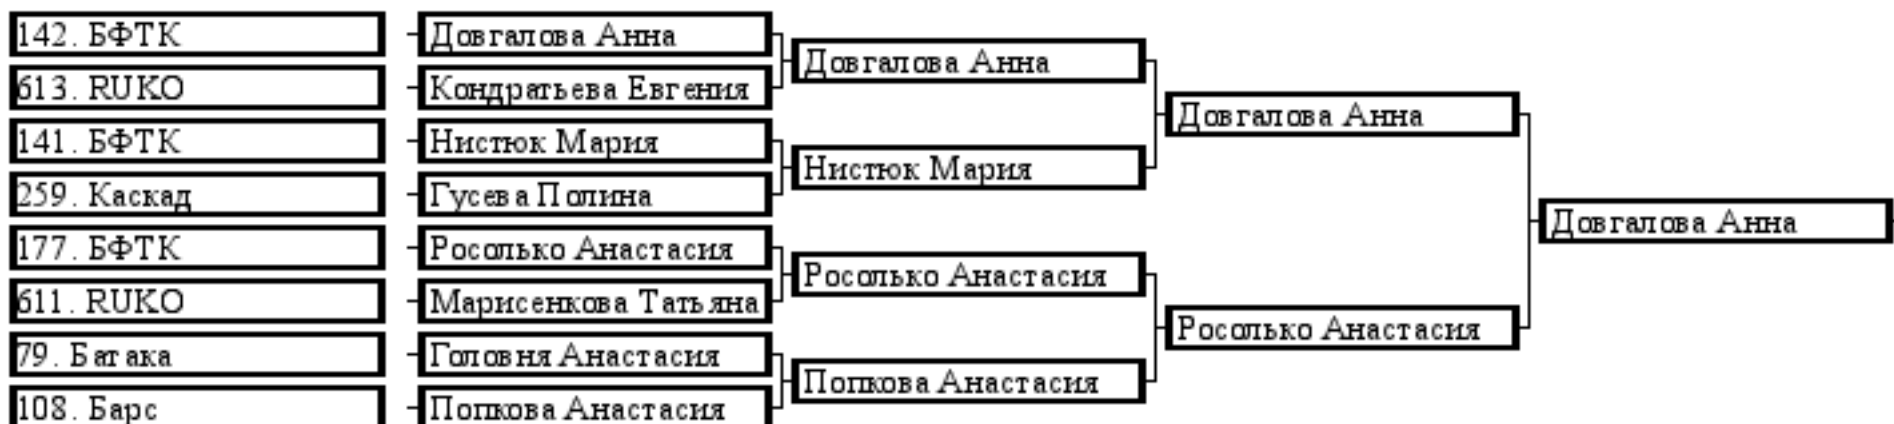 142. БФТК
Довгалова Анна
613. RUKO
Кондратьева Евгения
Довгалова Анна
141. БФТК
Нистюк Мария
259. Каскад
Гусева Полина
Нистюк Мария
Довгалова Анна
177. БФТК
Росолько Анастасия
611. RUKO
Марисенкова Татьяна
Росолько Анастасия
79. Батака
Головня Анастасия
108. Барс
Попкова Анастасия
Попкова Анастасия
Росолько Анастасия
Довгалова Анна